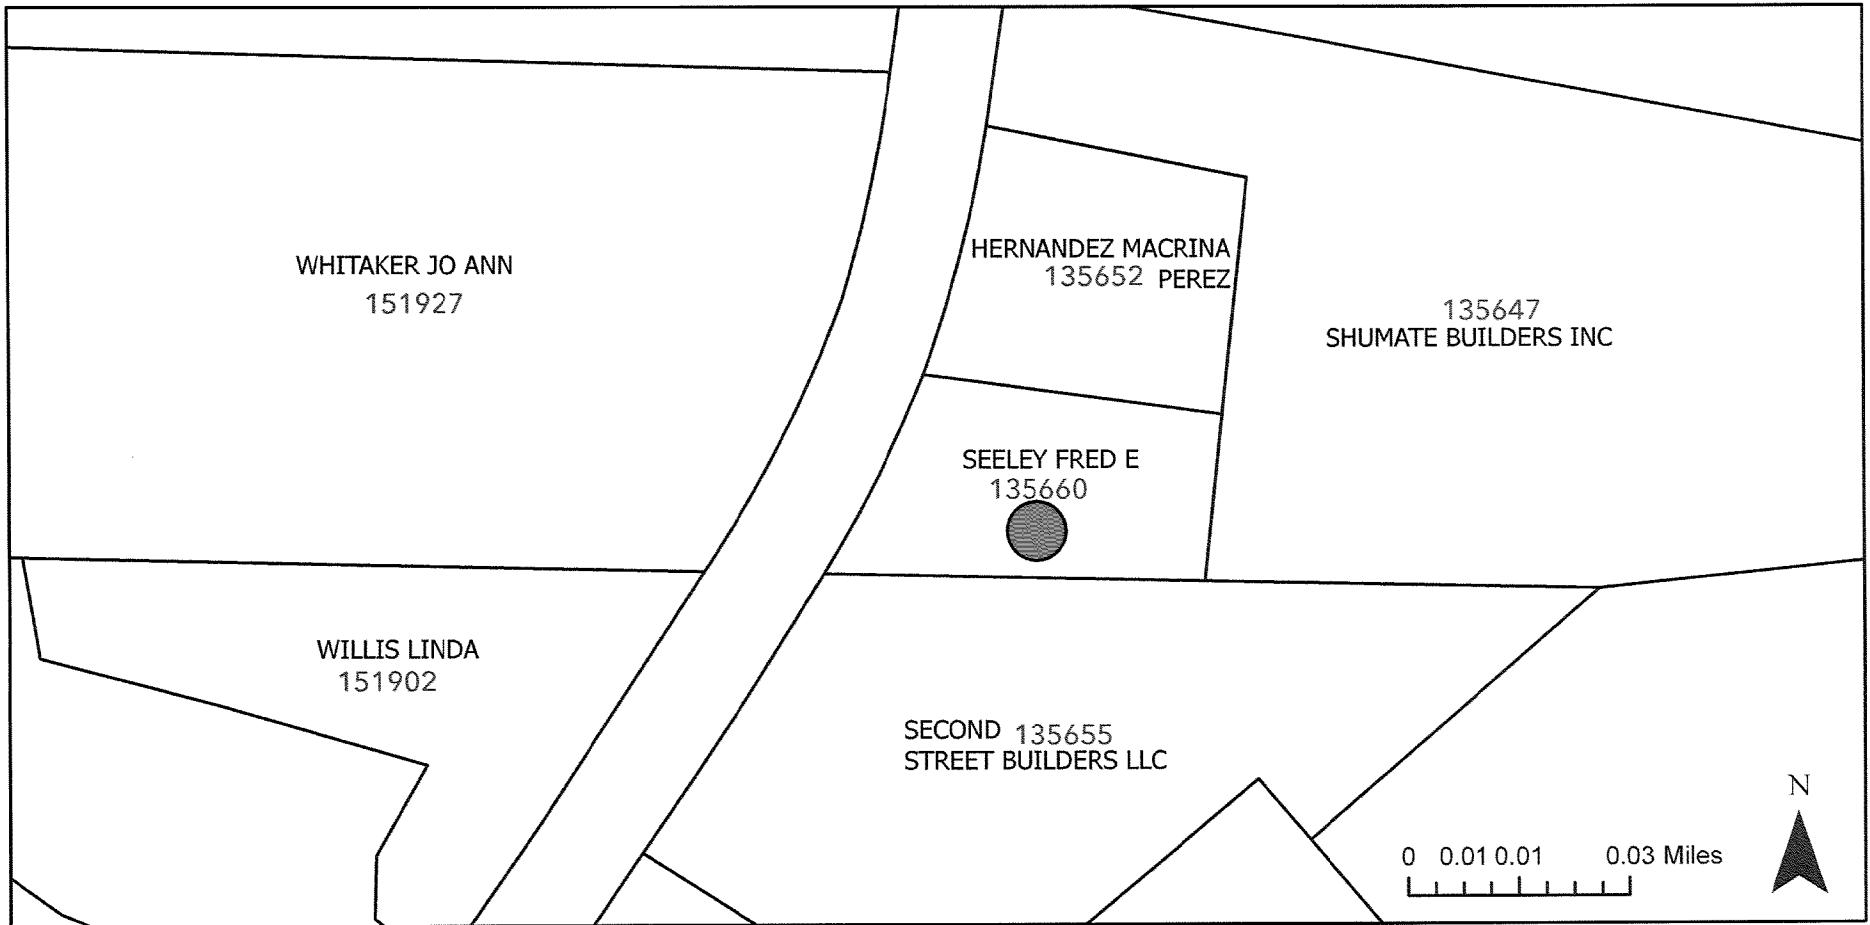 WHITAKER JO ANN
151927
HERNANDEZ MACRINA
135652 PEREZ
135647
SHUMATE BUILDERS INC
SEELEY FRED E
135660
WILLIS LINDA
151902
SECOND 135655
STREET BUILDERS LLC
N
0 0.01 0.01 0.03 Miles